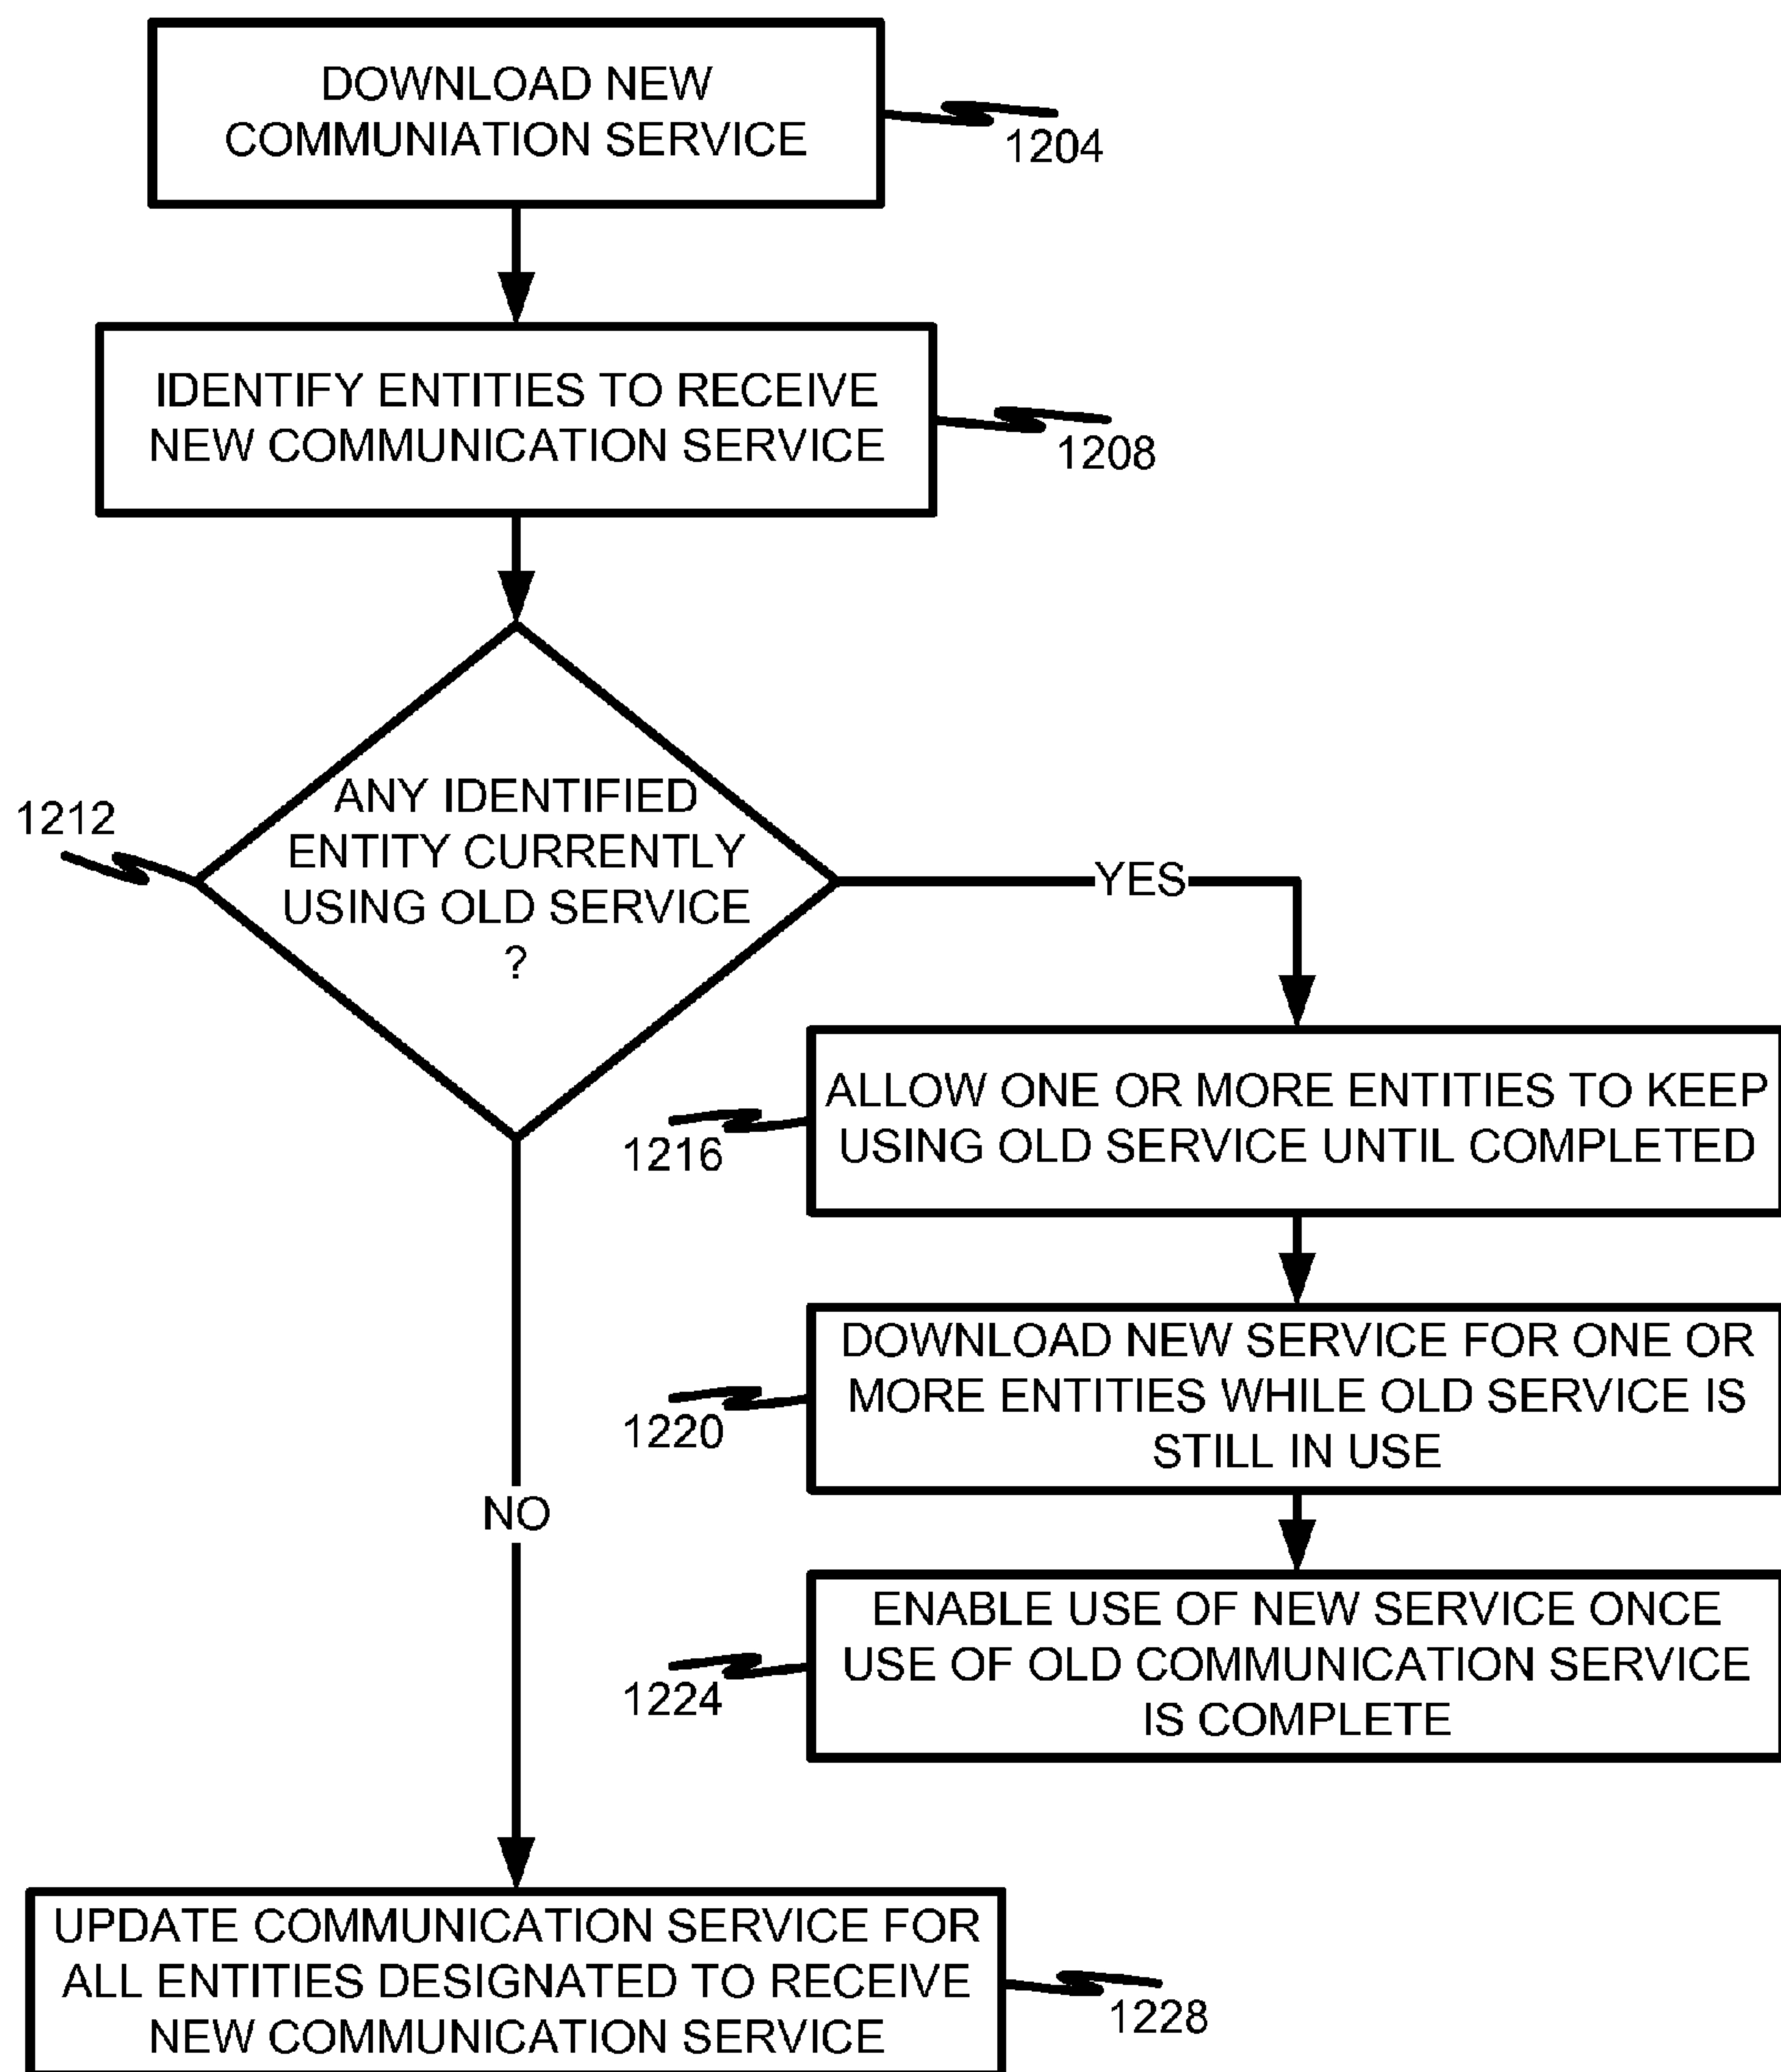 DOWNLOAD NEW
COMMUNIATION SERVICE
1204
IDENTIFY ENTITIES TO RECEIVE
NEW COMMUNICATION SERVICE
1208
1212
ANY IDENTIFIED
ENTITY CURRENTLY
USING OLD SERVICE
?
YES
ALLOW ONE OR MORE ENTITIES TO KEEP
USING OLD SERVICE UNTIL COMPLETED
1216
DOWNLOAD NEW SERVICE FOR ONE OR
MORE ENTITIES WHILE OLD SERVICE IS
STILL IN USE
1220
NO
ENABLE USE OF NEW SERVICE ONCE
USE OF OLD COMMUNICATION SERVICE
IS COMPLETE
1224
UPDATE COMMUNICATION SERVICE FOR
ALL ENTITIES DESIGNATED TO RECEIVE
NEW COMMUNICATION SERVICE
1228